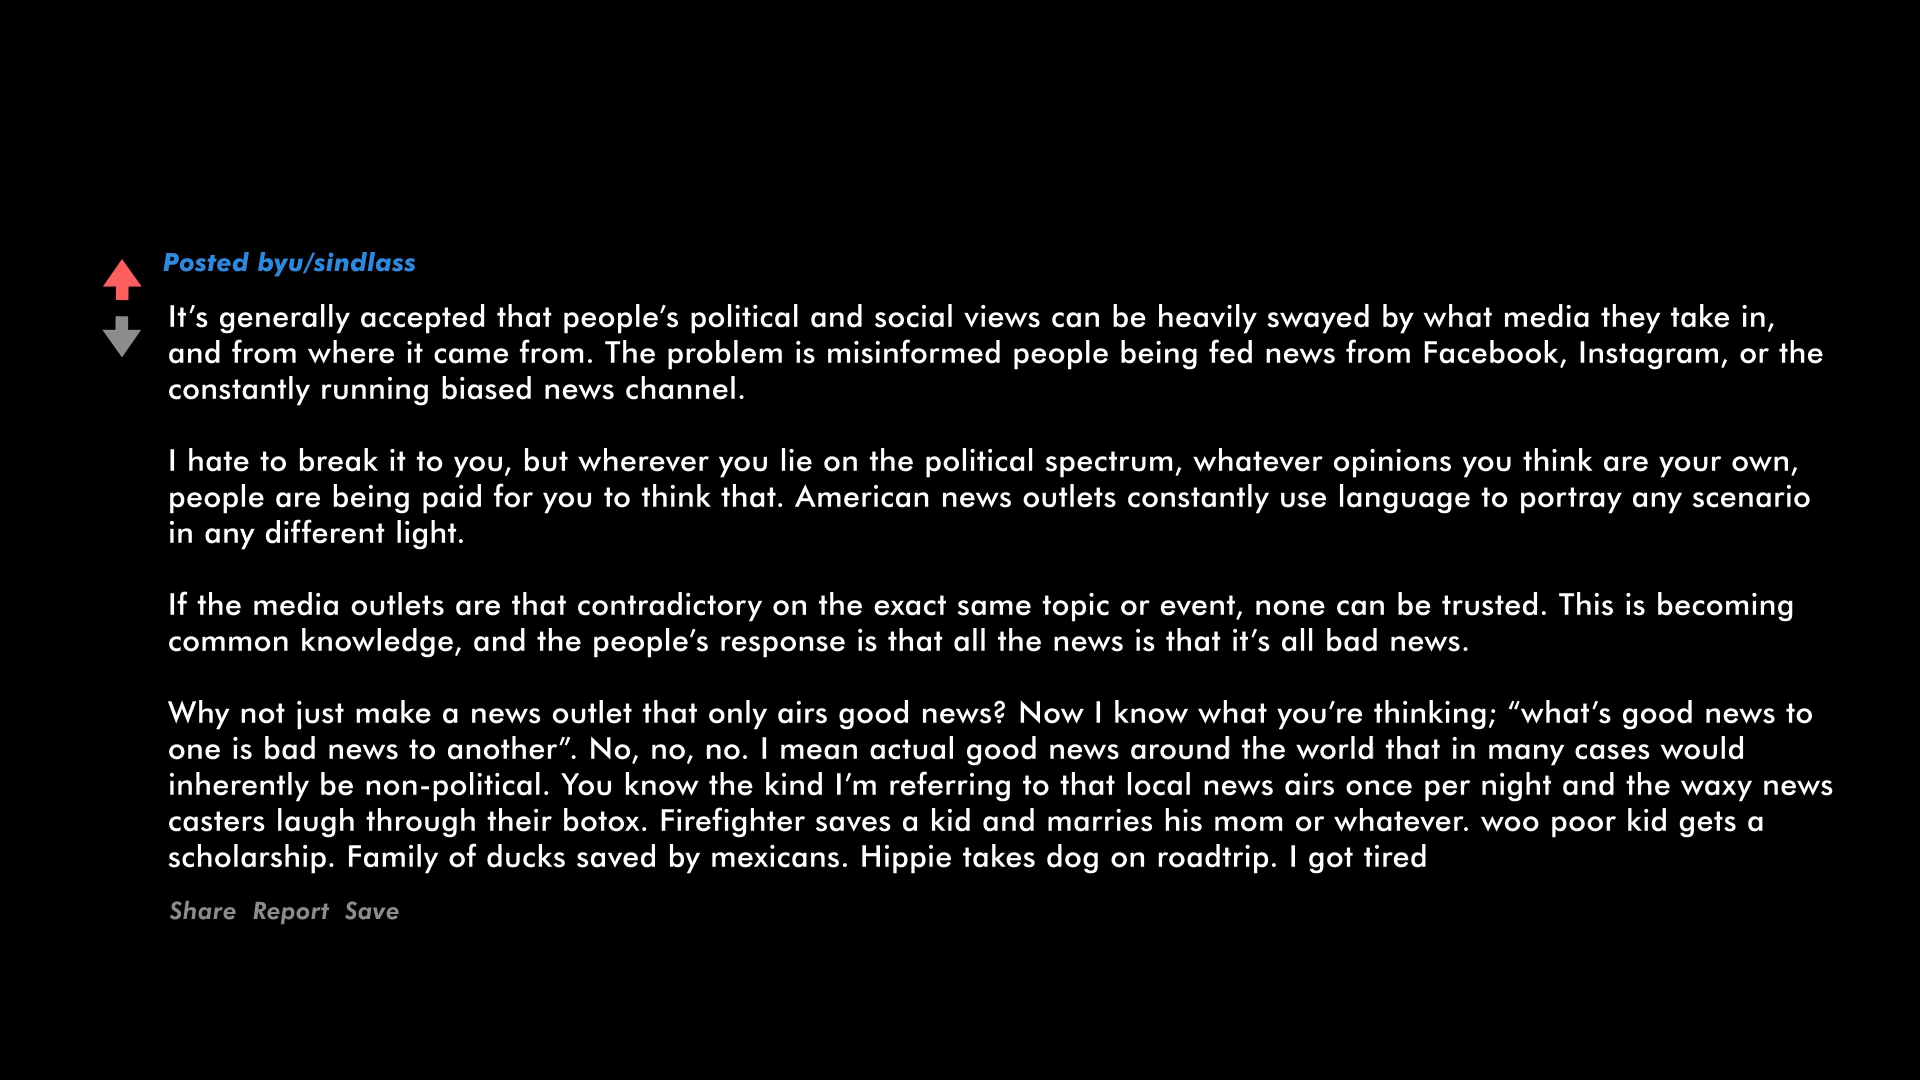 Posted byu/sindlass
It’s generally accepted that people’s political and social views can be heavily swayed by what media they take in,
and from where it came from. The problem is misinformed people being fed news from Facebook, Instagram, or the
constantly running biased news channel.
I hate to break it to you, but wherever you lie on the political spectrum, whatever opinions you think are your own,
people are being paid for you to think that. American news outlets constantly use language to portray any scenario
in any different light.
If the media outlets are that contradictory on the exact same topic or event, none can be trusted. This is becoming
common knowledge, and the people’s response is that all the news is that it’s all bad news.
Why not just make a news outlet that only airs good news? Now I know what you’re thinking; “what’s good news to
one is bad news to another”. No, no, no. I mean actual good news around the world that in many cases would
inherently be non-political. You know the kind I’m referring to that local news airs once per night and the waxy news
casters laugh through their botox. Firefighter saves a kid and marries his mom or whatever. woo poor kid gets a
scholarship. Family of ducks saved by mexicans. Hippie takes dog on roadtrip. I got tired
Share Report Save